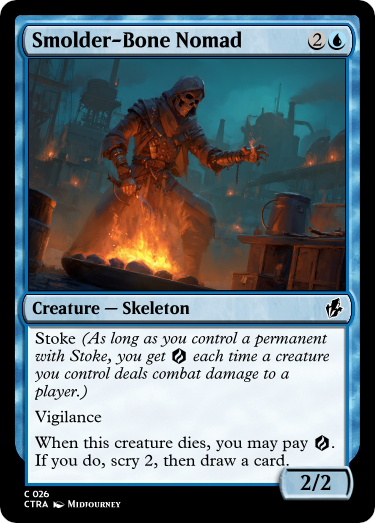 Smolder-Bone Nomad 2
Creature — Skeleton
Stoke (As long as you control a permanent
with Stoke, you get each time a creature
you control deals combat damage to a
player.)
Vigilance
When this creature dies, you may pay .
If you do, scry 2, then draw a card.
2/2
C 026
CTRA Midjourney